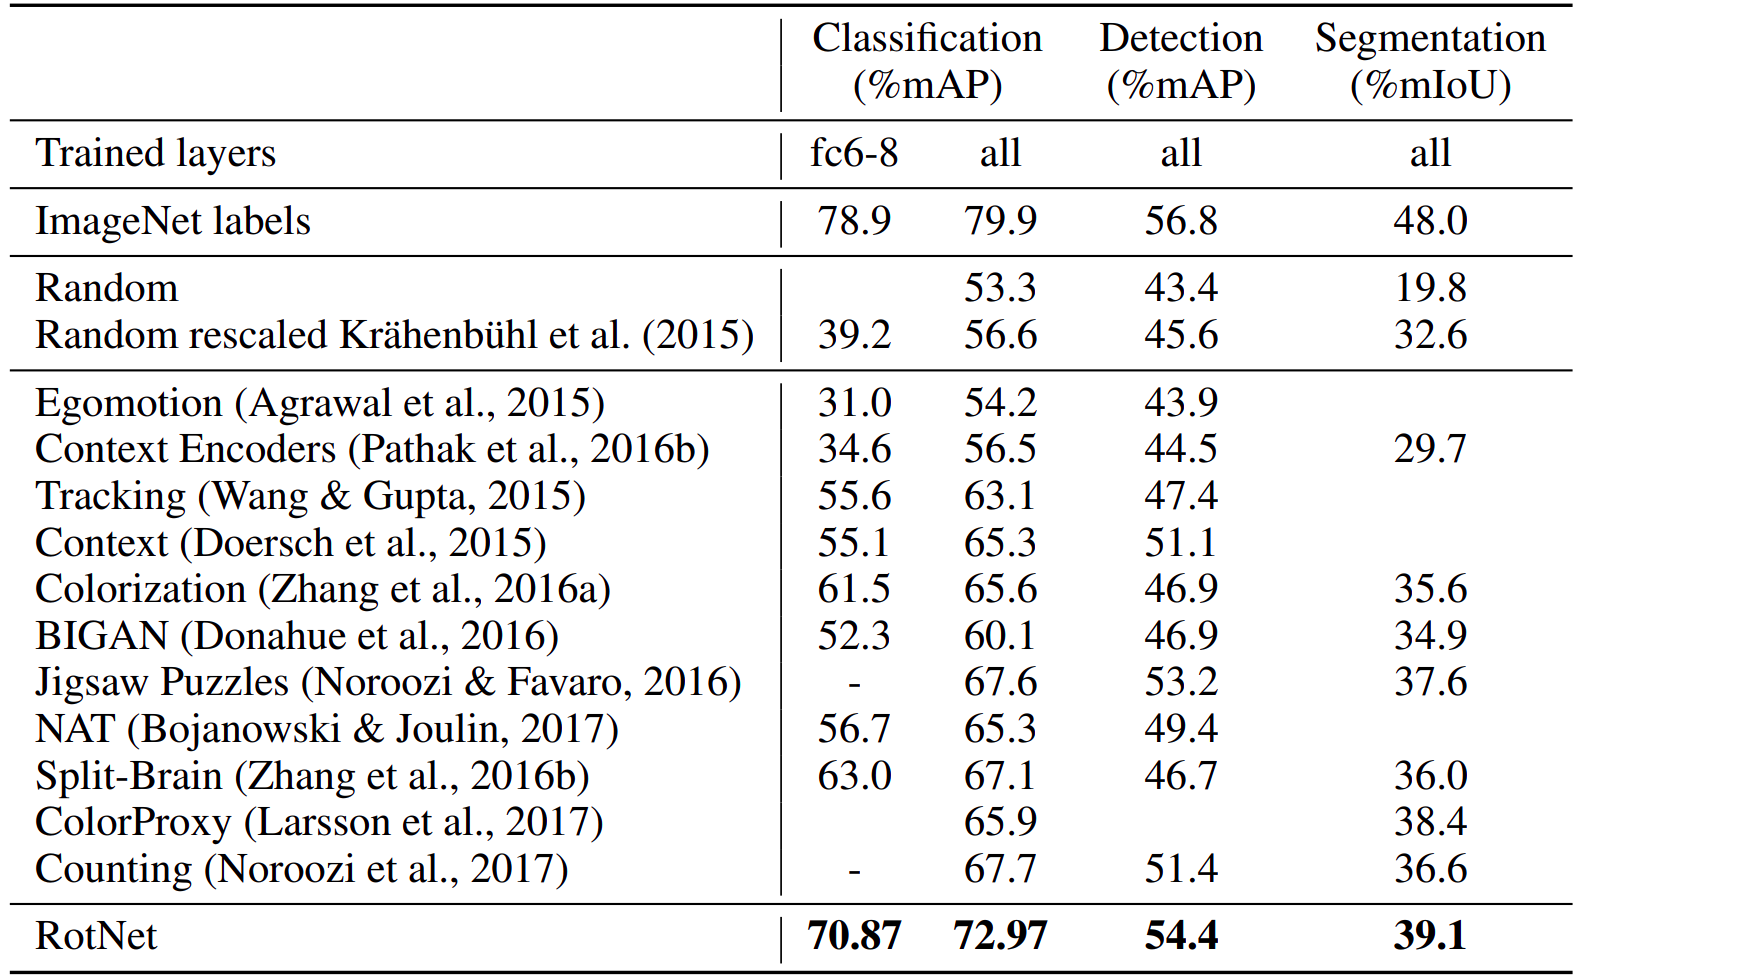 Classification Detection Segmentation
(%mAP) (%mAP) (%mIoU)
Trained layers fc6-8 all all all
ImageNet labels 78.9 79.9 56.8 48.0
Random 53.3 43.4 19.8
Random rescaled Krähenbühl et al. (2015) 39.2 56.6 45.6 32.6
Egomotion (Agrawal et al., 2015) 31.0 54.2 43.9
Context Encoders (Pathak et al., 2016b) 34.6 56.5 44.5 29.7
Tracking (Wang & Gupta, 2015) 55.6 63.1 47.4
Context (Doersch et al., 2015) 55.1 65.3 51.1
Colorization (Zhang et al., 2016a) 61.5 65.6 46.9 35.6
BIGAN (Donahue et al., 2016) 52.3 60.1 46.9 34.9
Jigsaw Puzzles (Noroozi & Favaro, 2016) - 67.6 53.2 37.6
NAT (Bojanowski & Joulin, 2017) 56.7 65.3 49.4
Split-Brain (Zhang et al., 2016b) 63.0 67.1 46.7 36.0
ColorProxy (Larsson et al., 2017) 65.9 38.4
Counting (Noroozi et al., 2017) - 67.7 51.4 36.6
RotNet 70.87 72.97 54.4 39.1